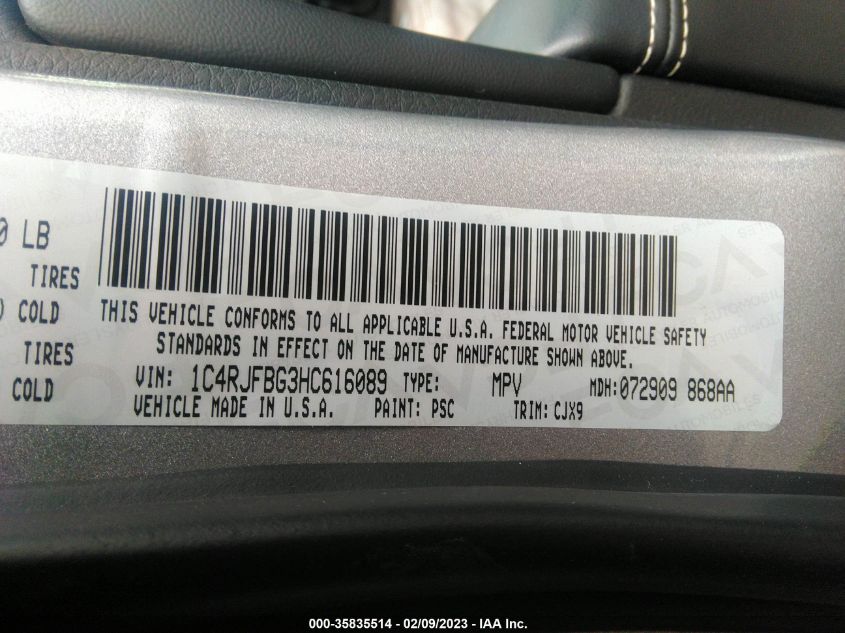 0 LB
TIRES
COLD
TIRES
COLD
THIS VEHICLE CONFORMS TO ALL APPLICABLE U.S.A. FEDERAL MOTOR VEHICLE SAFETY
STANDARDS IN EFFECT ON THE DATE OF MANUFACTURE SHOWN ABOVE.
VIN: 1C4RJFBG3HC616089 TYPE: MPV MDH:072909 868AA
VEHICLE MADE IN U.S.A. PAINT: PSC TRIM: CJX9
000-35835514 - 02/09/2023 - IAA Inc.